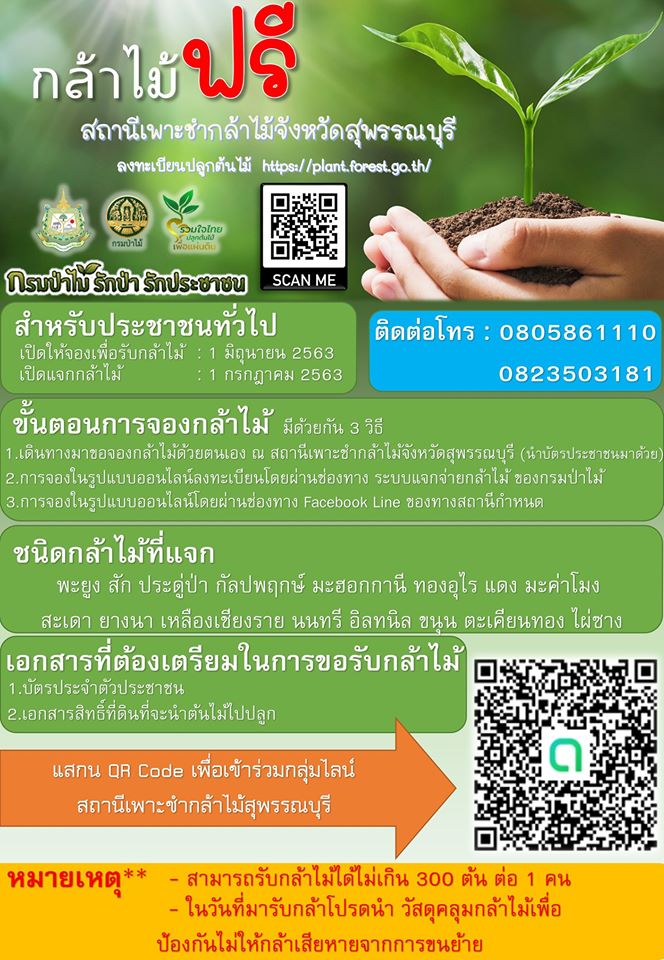 กล้าไม้ ฟรี
สถานีเพาะชำกล้าไม้จังหวัดสุพรรณบุรี
ลงทะเบียนปลูกต้นไม้ https://plant.forest.go.th/
กรมป่าไม้
รวมใจไทย
ปลูกต้นไม้
เพื่อแผ่นดิน
SCAN ME
กรมป่าไม้ รักป่า รักประชาชน
สำหรับประชาชนทั่วไป
เปิดให้จองเพื่อรับกล้าไม้ : 1 มิถุนายน 2563
เปิดแจกกล้าไม้ : 1 กรกฎาคม 2563
ติดต่อโทร : 0805861110
0823503181
ขั้นตอนการจองกล้าไม้ มีด้วยกัน 3 วิธี
1.เดินทางมาขอจองกล้าไม้ด้วยตนเอง ณ สถานีเพาะชำกล้าไม้จังหวัดสุพรรณบุรี (นำบัตรประชาชนมาด้วย)
2.การจองในรูปแบบออนไลน์ลงทะเบียนโดยผ่านช่องทาง ระบบแจกจ่ายกล้าไม้ ของกรมป่าไม้
3.การจองในรูปแบบออนไลน์โดยผ่านช่องทาง Facebook Line ของทางสถานีกำหนด
ชนิดกล้าไม้ที่แจก
พะยูง สัก ประดู่ป่า กัลปพฤกษ์ มะฮอกกานี ทองอุไร แดง มะค่าโมง
สะเดา ยางนา เหลืองเชียงราย นนทรี อิลทนิล ขนุน ตะเคียนทอง ไผ่ซาง
เอกสารที่ต้องเตรียมในการขอรับกล้าไม้
1.บัตรประจำตัวประชาชน
2.เอกสารสิทธิ์ที่ดินที่จะนำต้นไม้ไปปลูก
แสกน QR Code เพื่อเข้าร่วมกลุ่มไลน์
สถานีเพาะชำกล้าไม้สุพรรณบุรี
หมายเหตุ** - สามารถรับกล้าไม้ได้ไม่เกิน 300 ต้น ต่อ 1 คน
- ในวันที่มารับกล้าโปรดนำ วัสดุคลุมกล้าไม้เพื่อ
ป้องกันไม่ให้กล้าเสียหายจากการขนย้าย